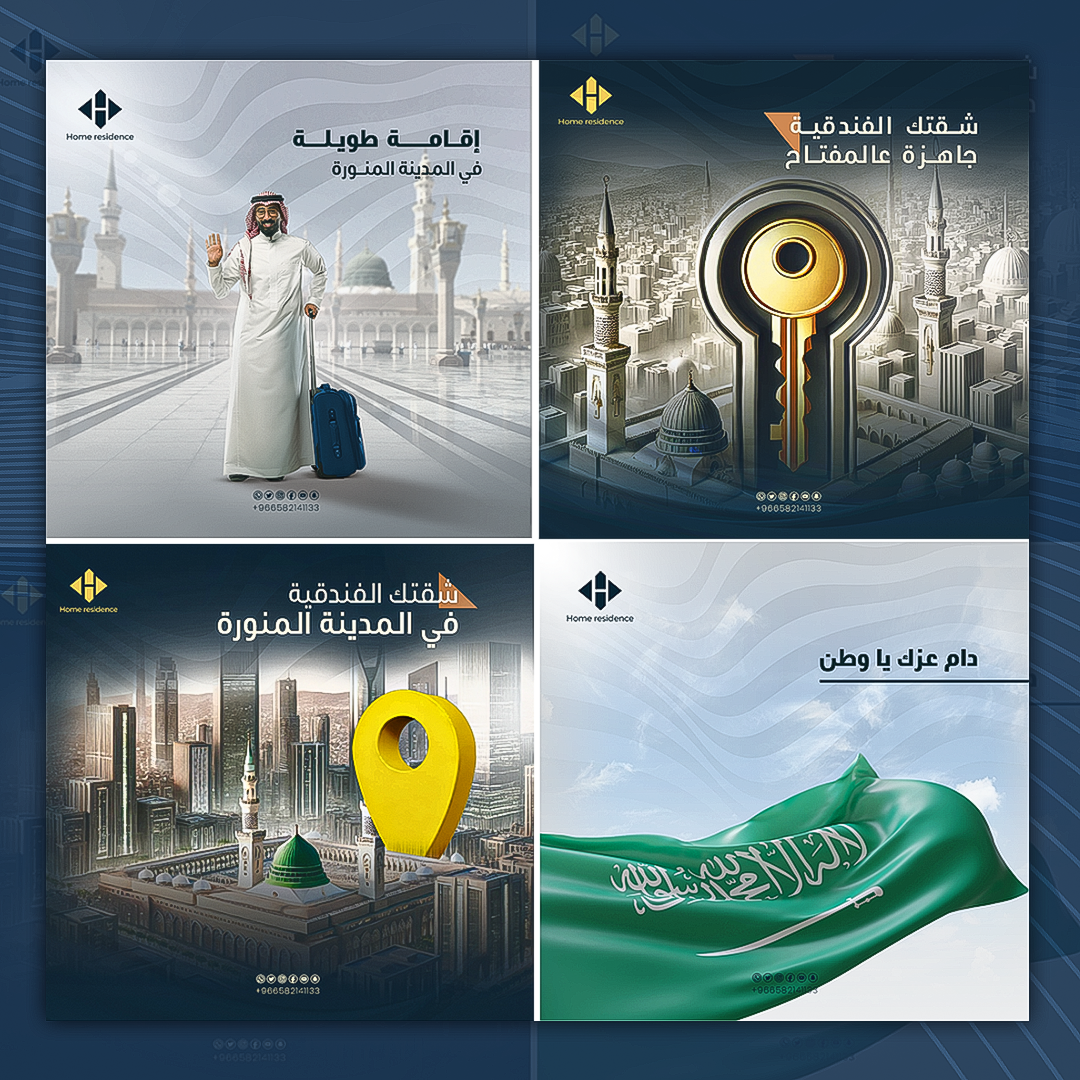 Home residence
إقامة طويلة
في المدينة المنورة
+966582141133
Home residence
شقتك الفندقية
جاهزة عالمفتاح
+966582141133
Home residence
شقتك الفندقية
في المدينة المنورة
+966582141133
Home residence
دام عزك يا وطن
لا إله إلا الله محمد رسول الله
+966582141133